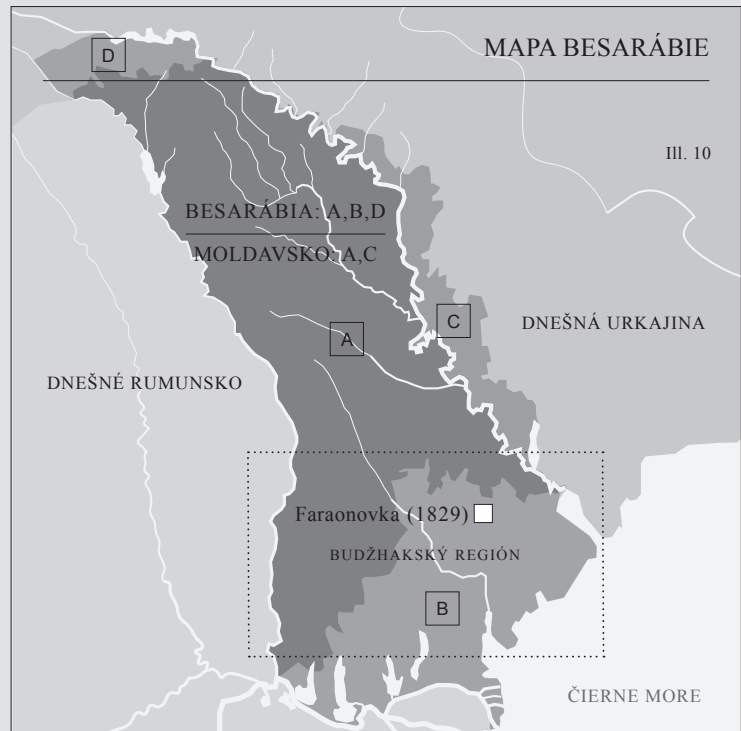 MAPA BESARÁBIE
D
Ill. 10
BESARÁBIA: A,B,D
MOLDAVSKO: A,C
C
DNEŠNÁ URKAJINA
A
DNEŠNÉ RUMUNSKO
Faraonovka (1829)
BUDŽHAKSKÝ REGIÓN
B
ČIERNE MORE